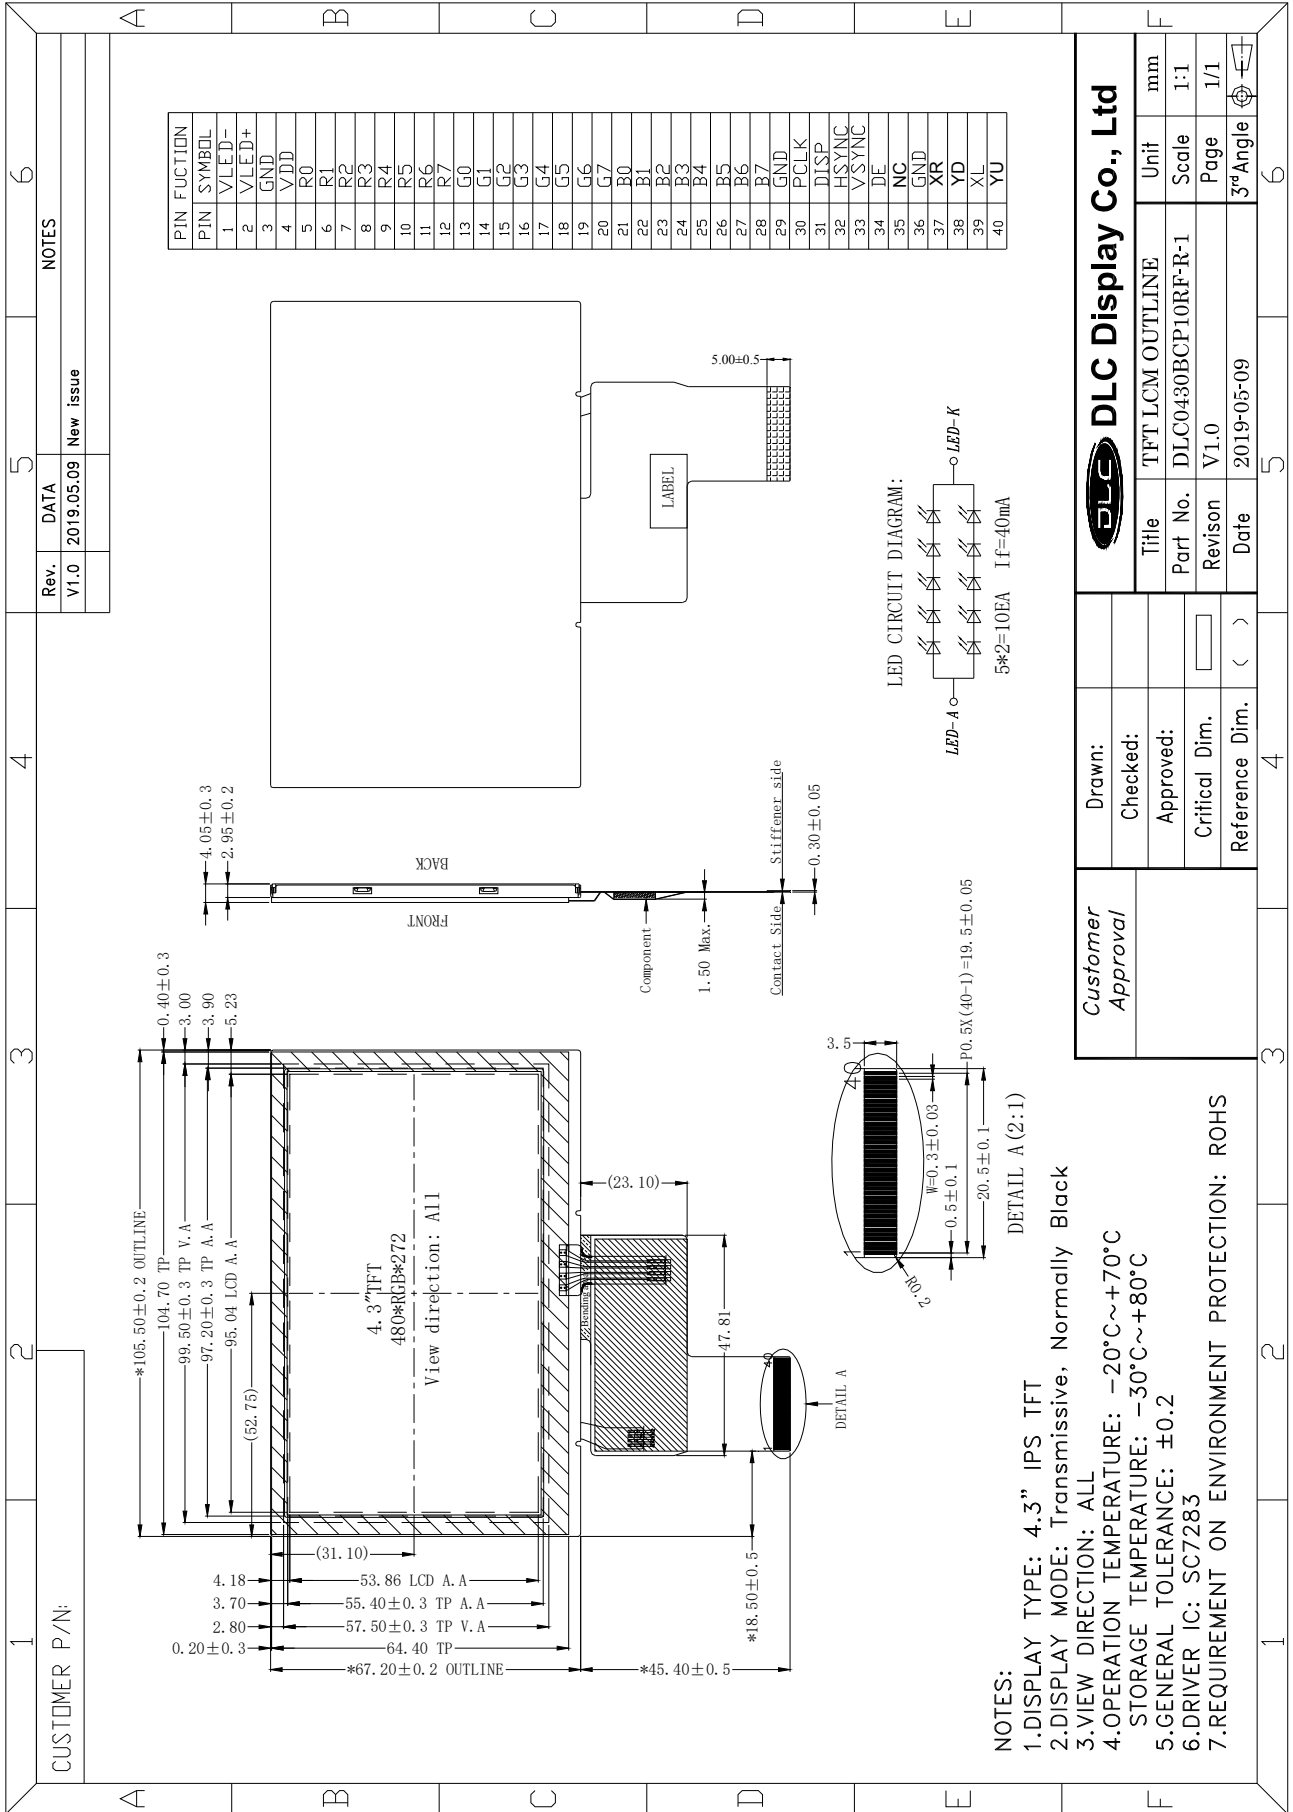 1 2 3 4 5 6
A B C D E F
CUSTOMER P/N:
Rev. DATA NOTES
V1.0 2019.05.09 New issue
*105.50±0.2 OUTLINE
104.70 TP
99.50±0.3 TP V.A
97.20±0.3 TP A.A
95.04 LCD A.A
(52.75)
0.40±0.3
3.00
3.90
5.23
4.3"TFT
480*RGB*272
View direction: All
(31.10)
4.18
53.86 LCD A.A
3.70
55.40±0.3 TP A.A
2.80
57.50±0.3 TP V.A
0.20±0.3
64.40 TP
*67.20±0.2 OUTLINE
*45.40±0.5
*18.50±0.5
Bending
(23.10)
47.81
1 40
DETAIL A
4.05±0.3
2.95±0.2
FRONT
BACK
Component
1.50 Max.
Contact Side
Stiffener side
0.30±0.05
LABEL
5.00±0.5
PIN FUCTION
PIN SYMBOL
1 VLED-
2 VLED+
3 GND
4 VDD
5 R0
6 R1
7 R2
8 R3
9 R4
10 R5
11 R6
12 R7
13 G0
14 G1
15 G2
16 G3
17 G4
18 G5
19 G6
20 G7
21 B0
22 B1
23 B2
24 B3
25 B4
26 B5
27 B6
28 B7
29 GND
30 PCLK
31 DISP
32 HSYNC
33 VSYNC
34 DE
35 NC
36 GND
37 XR
38 YD
39 XL
40 YU
1 40
3.5
R0.2
W=0.3±0.03
0.5±0.1
P0.5X(40-1)=19.5±0.05
20.5±0.1
DETAIL A(2:1)
LED CIRCUIT DIAGRAM:
LED-A
LED-K
5*2=10EA If=40mA
NOTES:
1.DISPLAY TYPE: 4.3" IPS TFT
2.DISPLAY MODE: Transmissive, Normally Black
3.VIEW DIRECTION: ALL
4.OPERATION TEMPERATURE: -20°C~+70°C
STORAGE TEMPERATURE: -30°C~+80°C
5.GENERAL TOLERANCE: ±0.2
6.DRIVER IC: SC7283
7.REQUIREMENT ON ENVIRONMENT PROTECTION: ROHS
Customer Approval
Drawn:
Checked:
Approved:
Critical Dim.
Reference Dim. ( )
DLC DLC Display Co., Ltd
Title TFT LCM OUTLINE Unit mm
Part No. DLC0430BCP10RF-R-1 Scale 1:1
Revison V1.0 Page 1/1
Date 2019-05-09 3rd Angle
1 2 3 4 5 6
A B C D E F